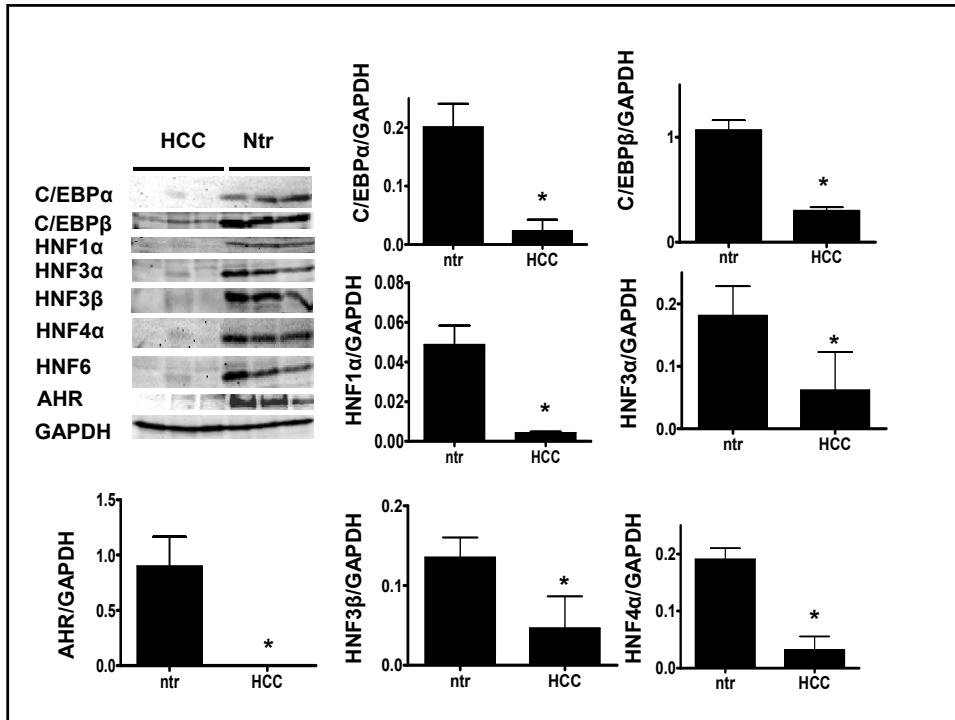 HCC Ntr
C/EBPα
C/EBPβ
HNF1α
HNF3α
HNF3β
HNF4α
HNF6
AHR
GAPDH
C/EBPα/GAPDH
0.2
0.1
0.0
ntr HCC
*
C/EBPβ/GAPDH
1
0
ntr HCC
*
HNF1α/GAPDH
0.08
0.06
0.04
0.02
0.00
ntr HCC
*
HNF3α/GAPDH
0.2
0.1
0.0
ntr HCC
*
AHR/GAPDH
1.5
1.0
0.5
0.0
ntr HCC
*
HNF3β/GAPDH
0.2
0.1
0.0
ntr HCC
*
HNF4α/GAPDH
0.2
0.1
0.0
ntr HCC
*